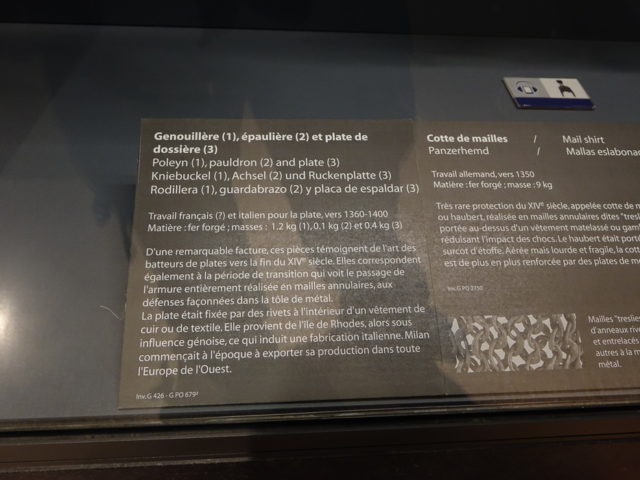 Genouillère (1), épaulière (2) et plate de
dossière (3)
Poleyn (1), pauldron (2) and plate (3)
Kniebuckel (1), Achsel (2) und Ruckenplatte (3)
Rodillera (1), guardabrazo (2) y placa de espaldar (3)
Travail français (?) et italien pour la plate, vers 1360-1400
Matière : fer forgé ; masses : 1.2 kg (1), 0.1 kg (2) et 0.4 kg (3)
D'une remarquable facture, ces pièces témoignent de l'art des
batteurs de plates vers la fin du XIVe siècle. Elles correspondent
également à la période de transition qui voit le passage de
l'armure entièrement réalisée en mailles annulaires, aux
défenses façonnées dans la tôle de métal.
La plate était fixée par des rivets à l'intérieur d'un vêtement de
cuir ou de textile. Elle provient de l'île de Rhodes, alors sous
influence génoise, ce qui induit une fabrication italienne. Milan
commençait à l'époque à exporter sa production dans toute
l'Europe de l'Ouest.
Inv. G 426 - G PO 679²
Cotte de mailles / Mail shirt
Panzerhemd / Mallas eslabona
Travail allemand, vers 1350
Matière : fer forgé ; masse : 9 kg
Très rare protection du XIVe siècle, appelée cotte de m
ou haubert, réalisée en mailles annulaires dites "tresl
portée au-dessus d'un vêtement matelassé ou gam
réduisant l'impact des chocs. Le haubert était porté
surcot d'étoffe. Aérée mais lourde et fragile, la cott
est de plus en plus renforcée par des plates de m
Inv. G PO 2750
Mailles "treslie
d'anneaux rive
et entrelacés
autres à la m
métal.